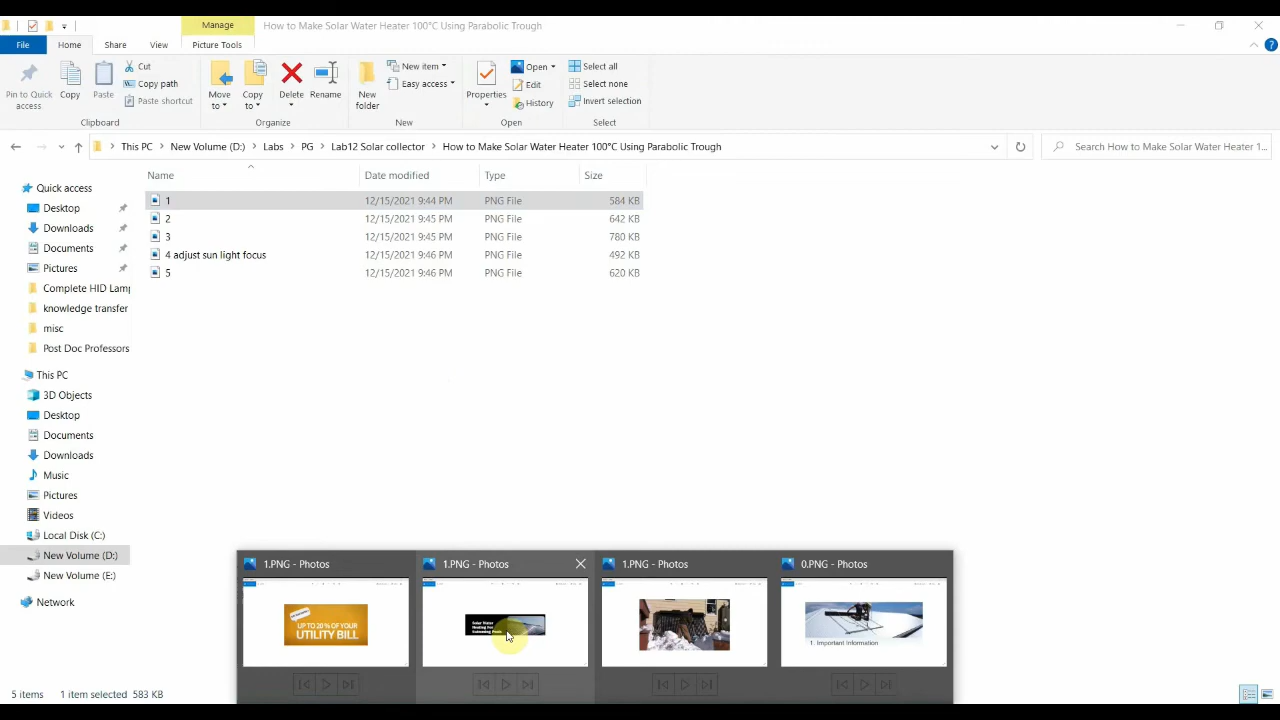 Manage
How to Make Solar Water Heater 100°C Using Parabolic Trough
File
Home
Share
View
Picture Tools
Pin to Quick access
Copy
Paste
Cut
Copy path
Paste shortcut
Clipboard
Move to
Copy to
Delete
Rename
Organize
New folder
New item
Easy access
New
Properties
Open
Edit
History
Open
Select all
Select none
Invert selection
Select
This PC > New Volume (D:) > Labs > PG > Lab12 Solar collector > How to Make Solar Water Heater 100°C Using Parabolic Trough
Search How to Make Solar Water Heater 1...
Name Date modified Type Size
1 12/15/2021 9:44 PM PNG File 584 KB
2 12/15/2021 9:45 PM PNG File 642 KB
3 12/15/2021 9:45 PM PNG File 780 KB
4 adjust sun light focus 12/15/2021 9:46 PM PNG File 492 KB
5 12/15/2021 9:46 PM PNG File 620 KB
Quick access
Desktop
Downloads
Documents
Pictures
Complete HID Lamp
knowledge transfer
misc
Post Doc Professors
This PC
3D Objects
Desktop
Documents
Downloads
Music
Pictures
Videos
Local Disk (C:)
New Volume (D:)
New Volume (E:)
Network
1.PNG - Photos
1.PNG - Photos
1.PNG - Photos
0.PNG - Photos
UP TO 20% OF YOUR
UTILITY BILL
Solar Water
Heating For
Swimming Pools
1. Important Information
5 items 1 item selected 583 KB